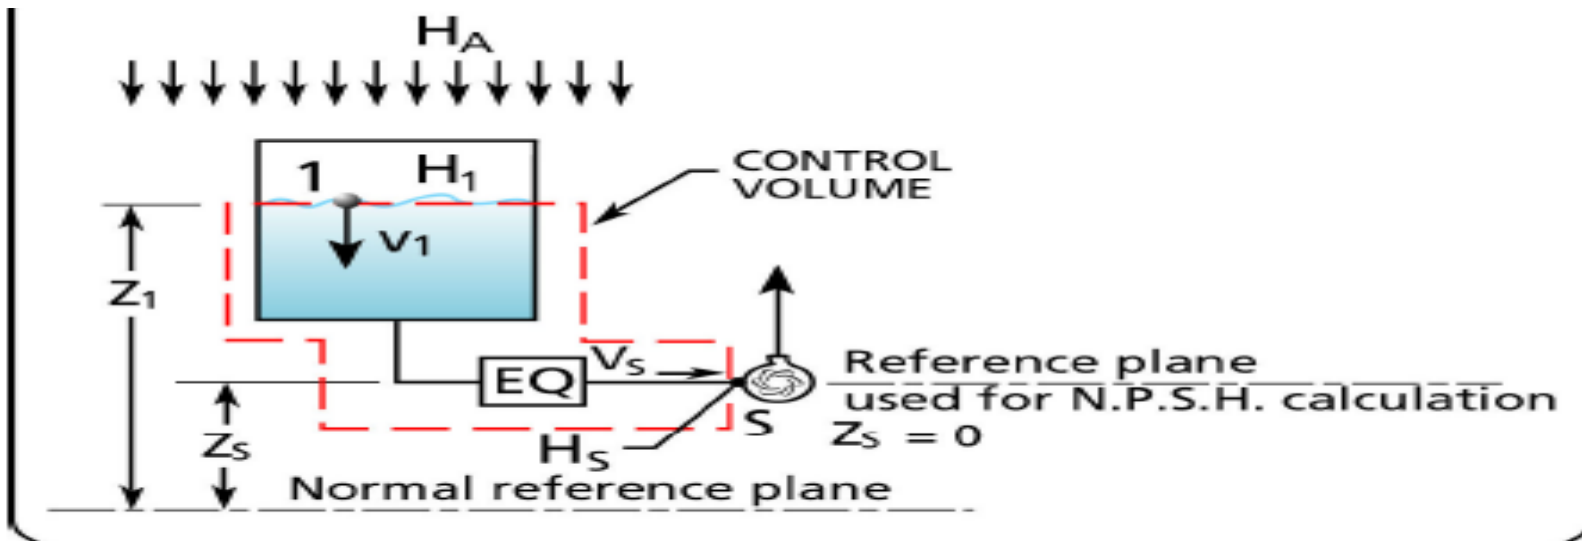 HA
1 H1
CONTROL
VOLUME
v1
Z1
EQ
VS
Reference plane
used for N.P.S.H. calculation
ZS = 0
S
HS
ZS
Normal reference plane